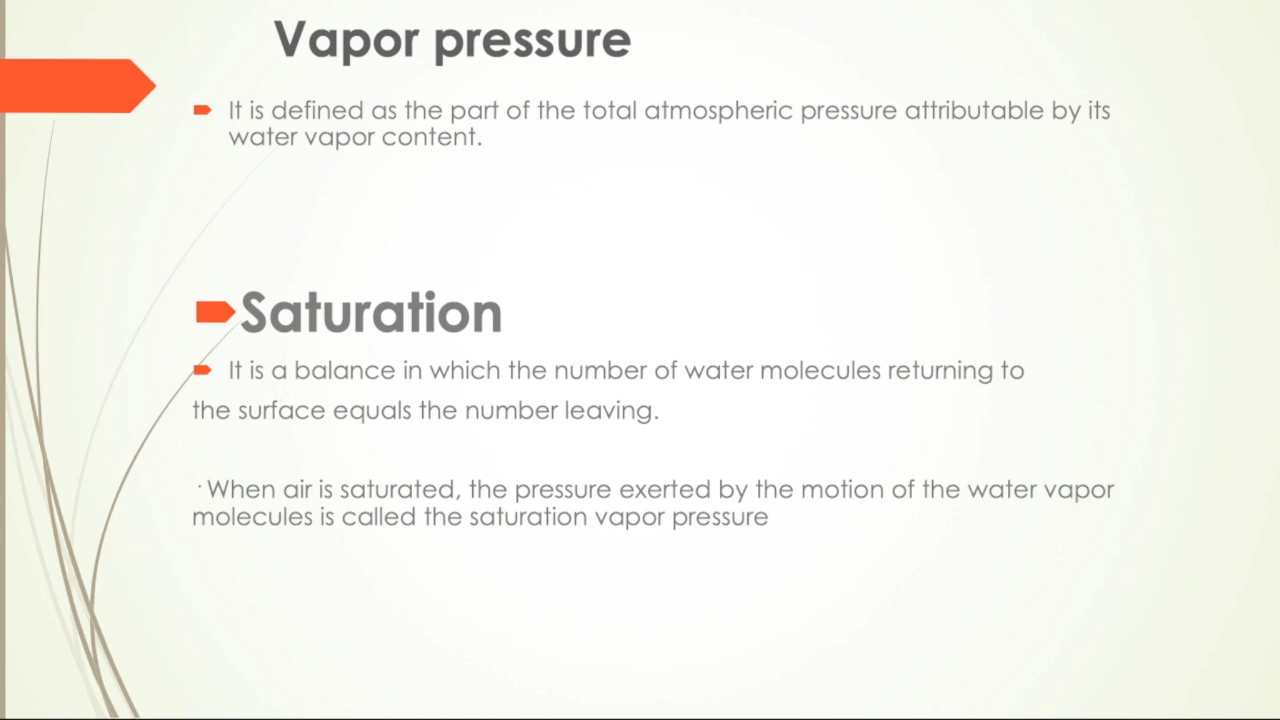 Vapor pressure
It is defined as the part of the total atmospheric pressure attributable by its
water vapor content.
Saturation
It is a balance in which the number of water molecules returning to
the surface equals the number leaving.
· When air is saturated, the pressure exerted by the motion of the water vapor
molecules is called the saturation vapor pressure